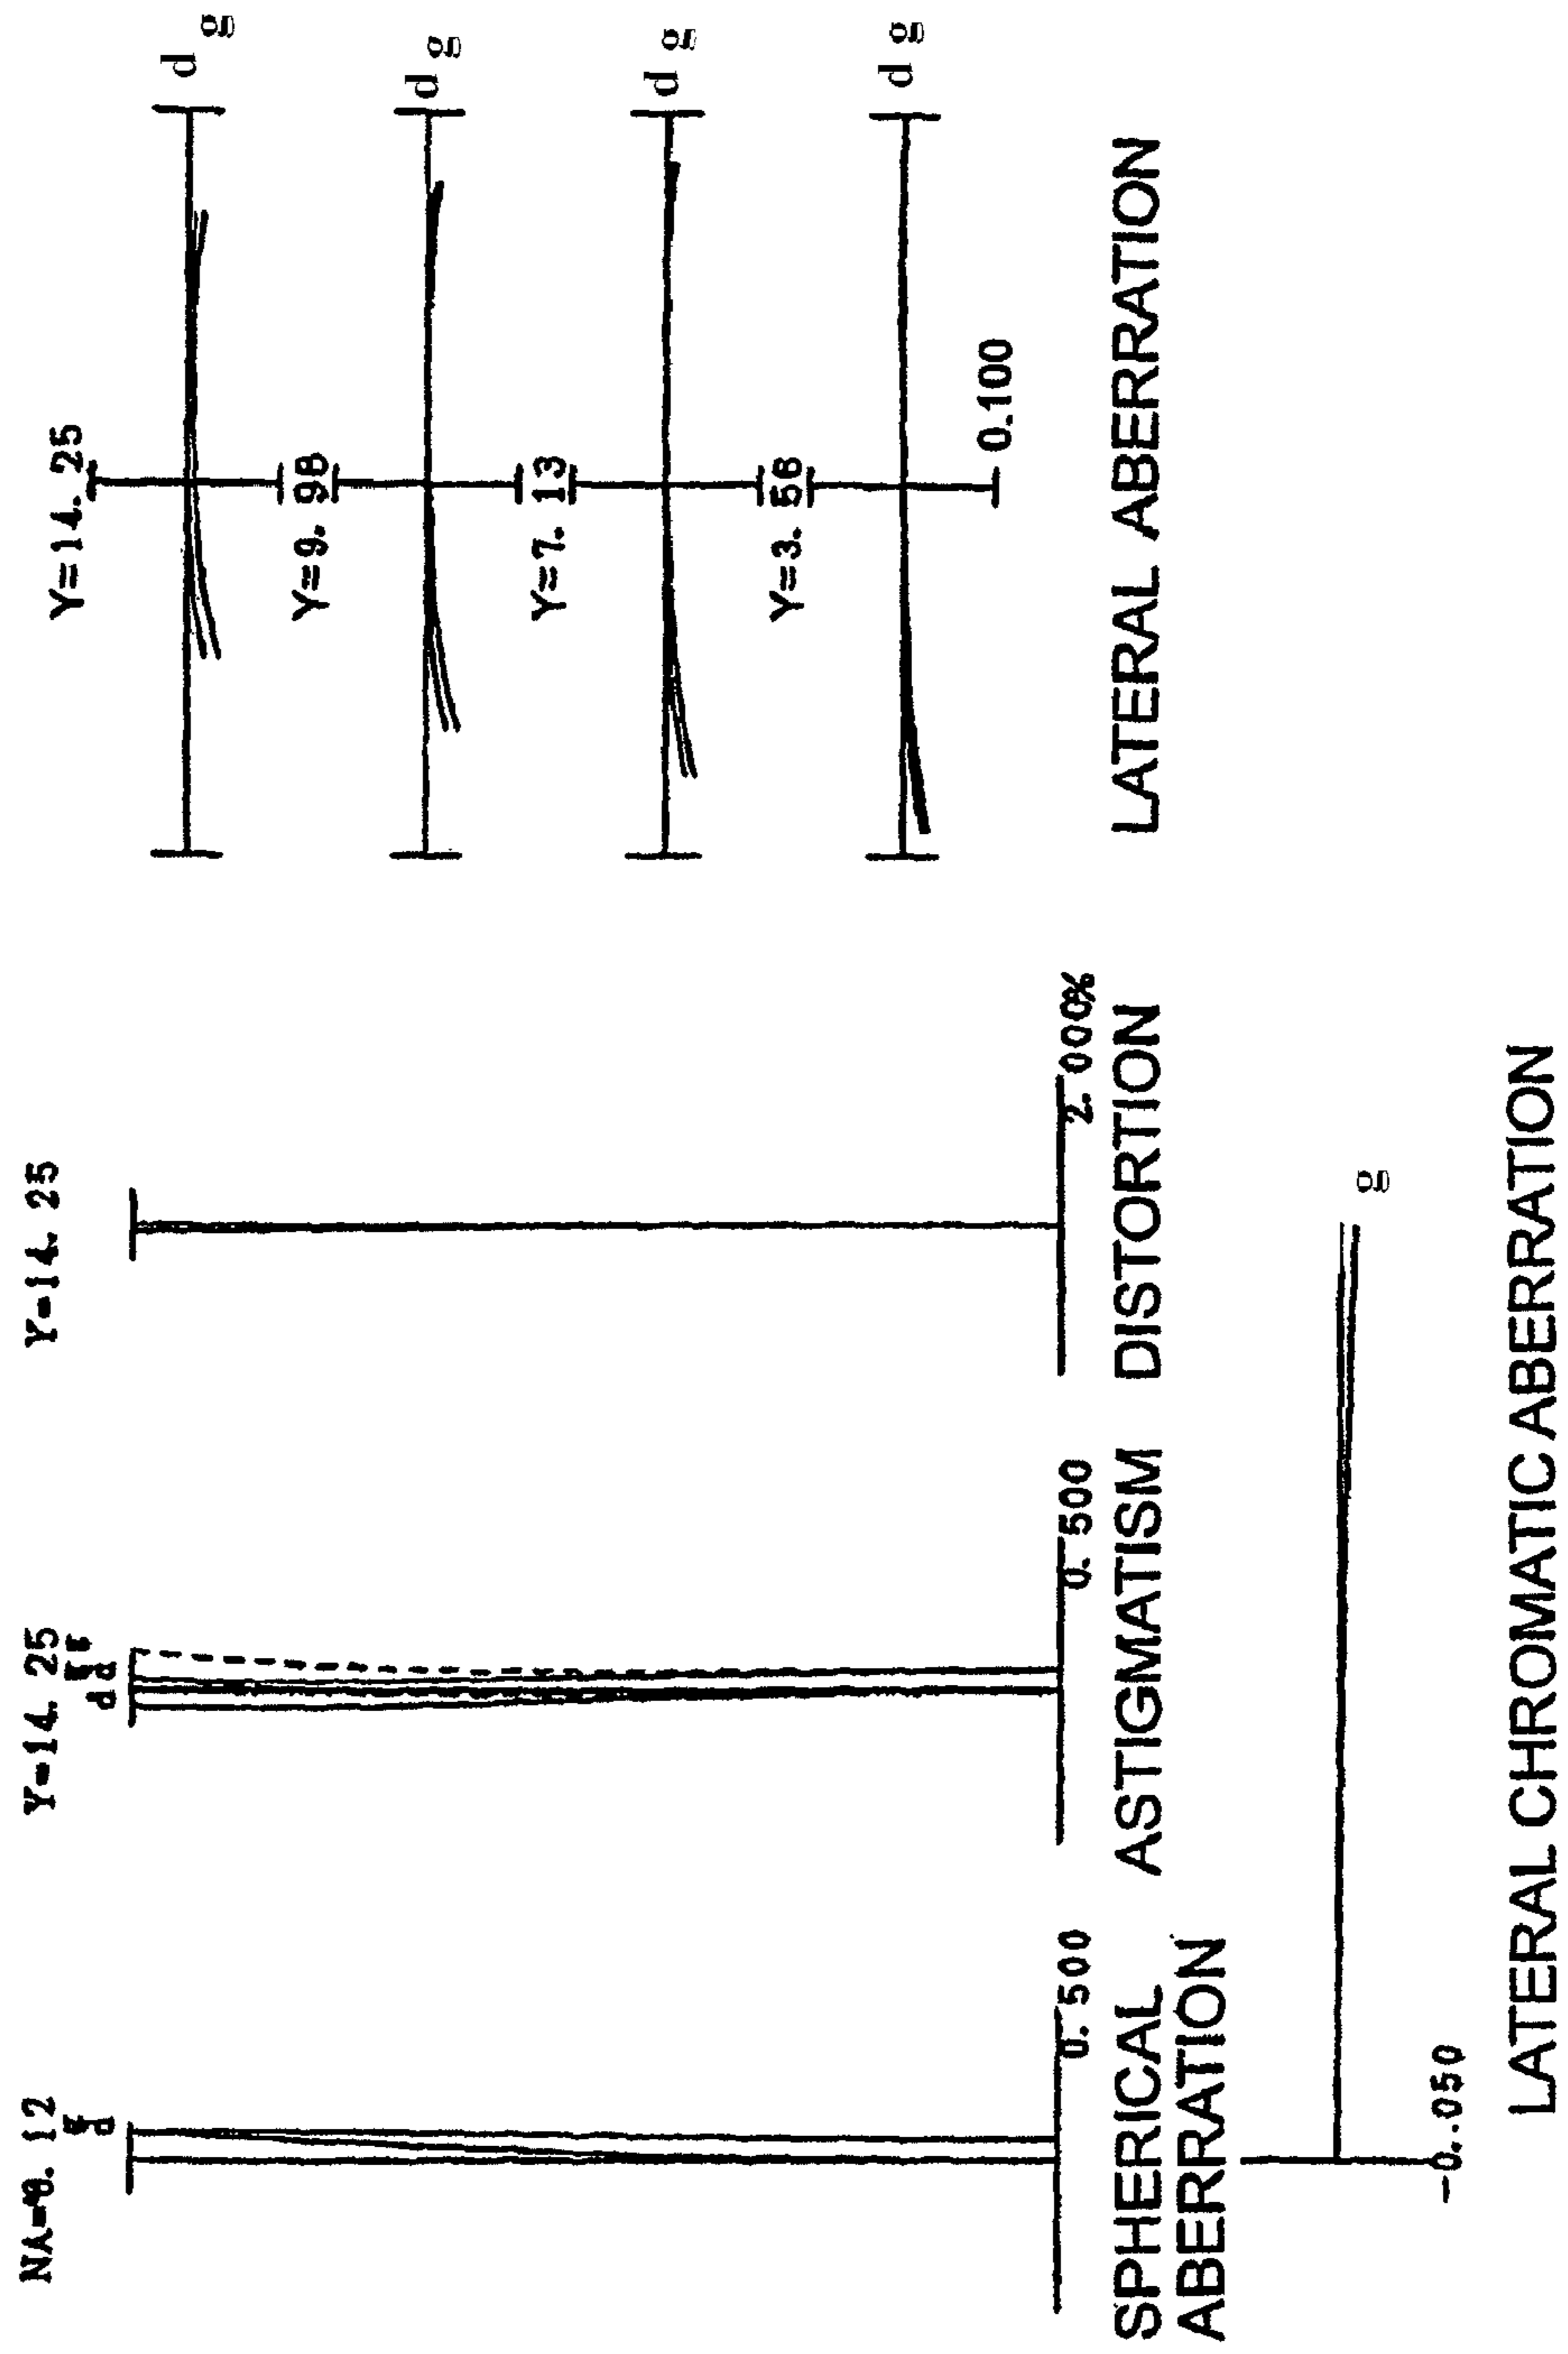 NA=0.12
g
d
0.500
SPHERICAL
ABERRATION
Y=14.25
g
d
d
0.500
ASTIGMATISM
Y=14.25
2.000%
DISTORTION
Y=14.25
d g
Y=9.98
d g
Y=7.13
d g
Y=3.56
d g
0.100
LATERAL ABERRATION
g
-0.050
LATERAL CHROMATIC ABERRATION